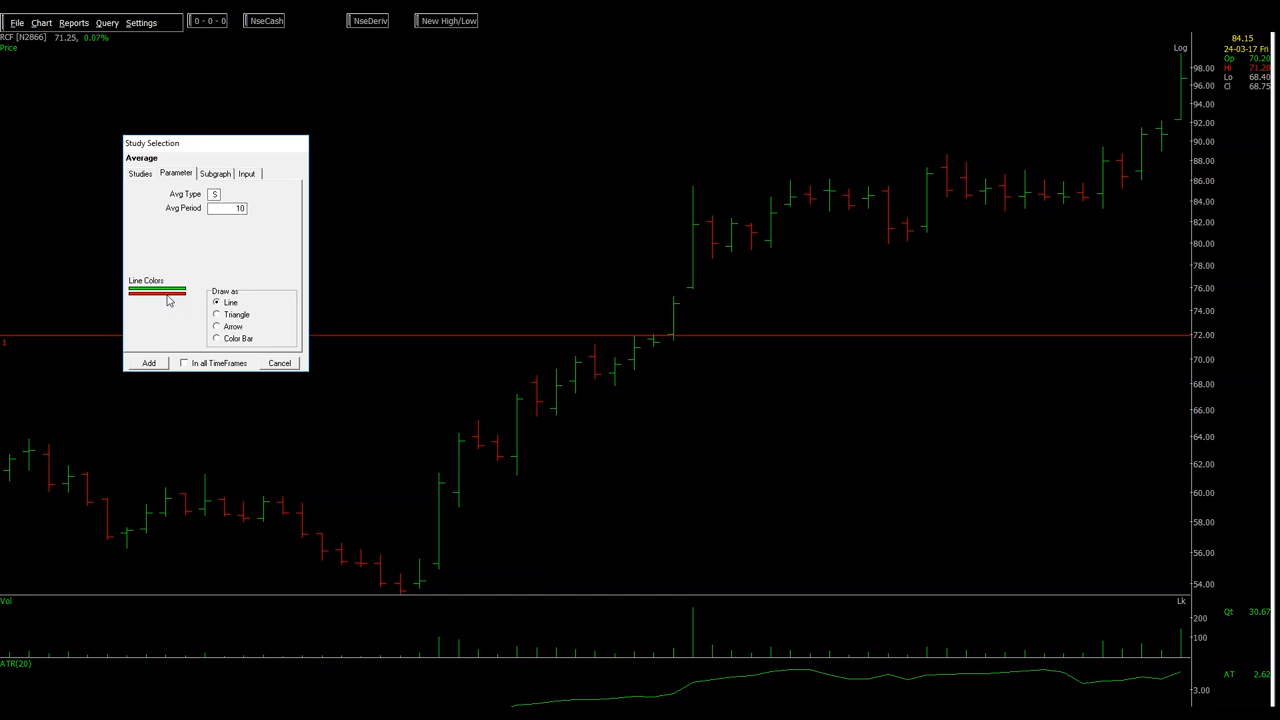 File Chart Reports Query Settings 0 - 0 - 0 NseCash NseDeriv New High/Low
RCF [N2866] 71.25, 0.07%
Price
Log
84.15
24-03-17 Fri
Op 70.20
Hi 71.20
Lo 68.40
Cl 68.75
98.00
96.00
94.00
92.00
90.00
88.00
86.00
84.00
82.00
80.00
78.00
76.00
74.00
72.00
70.00
68.00
66.00
64.00
62.00
60.00
58.00
56.00
54.00
Study Selection
Average
Studies Parameter Subgraph Input
Avg Type S
Avg Period 10
Line Colors
Draw as
Line
Triangle
Arrow
Color Bar
Add In all TimeFrames Cancel
1
Vol
Lk
Qt 30.67
200
100
ATR(20)
AT 2.62
3.00